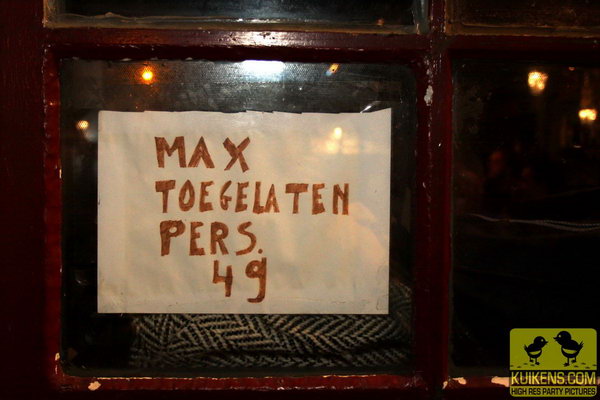 MAX
TOEGELATEN
PERS.
49
KUIKENS.COM
HIGH RES PARTY PICTURES